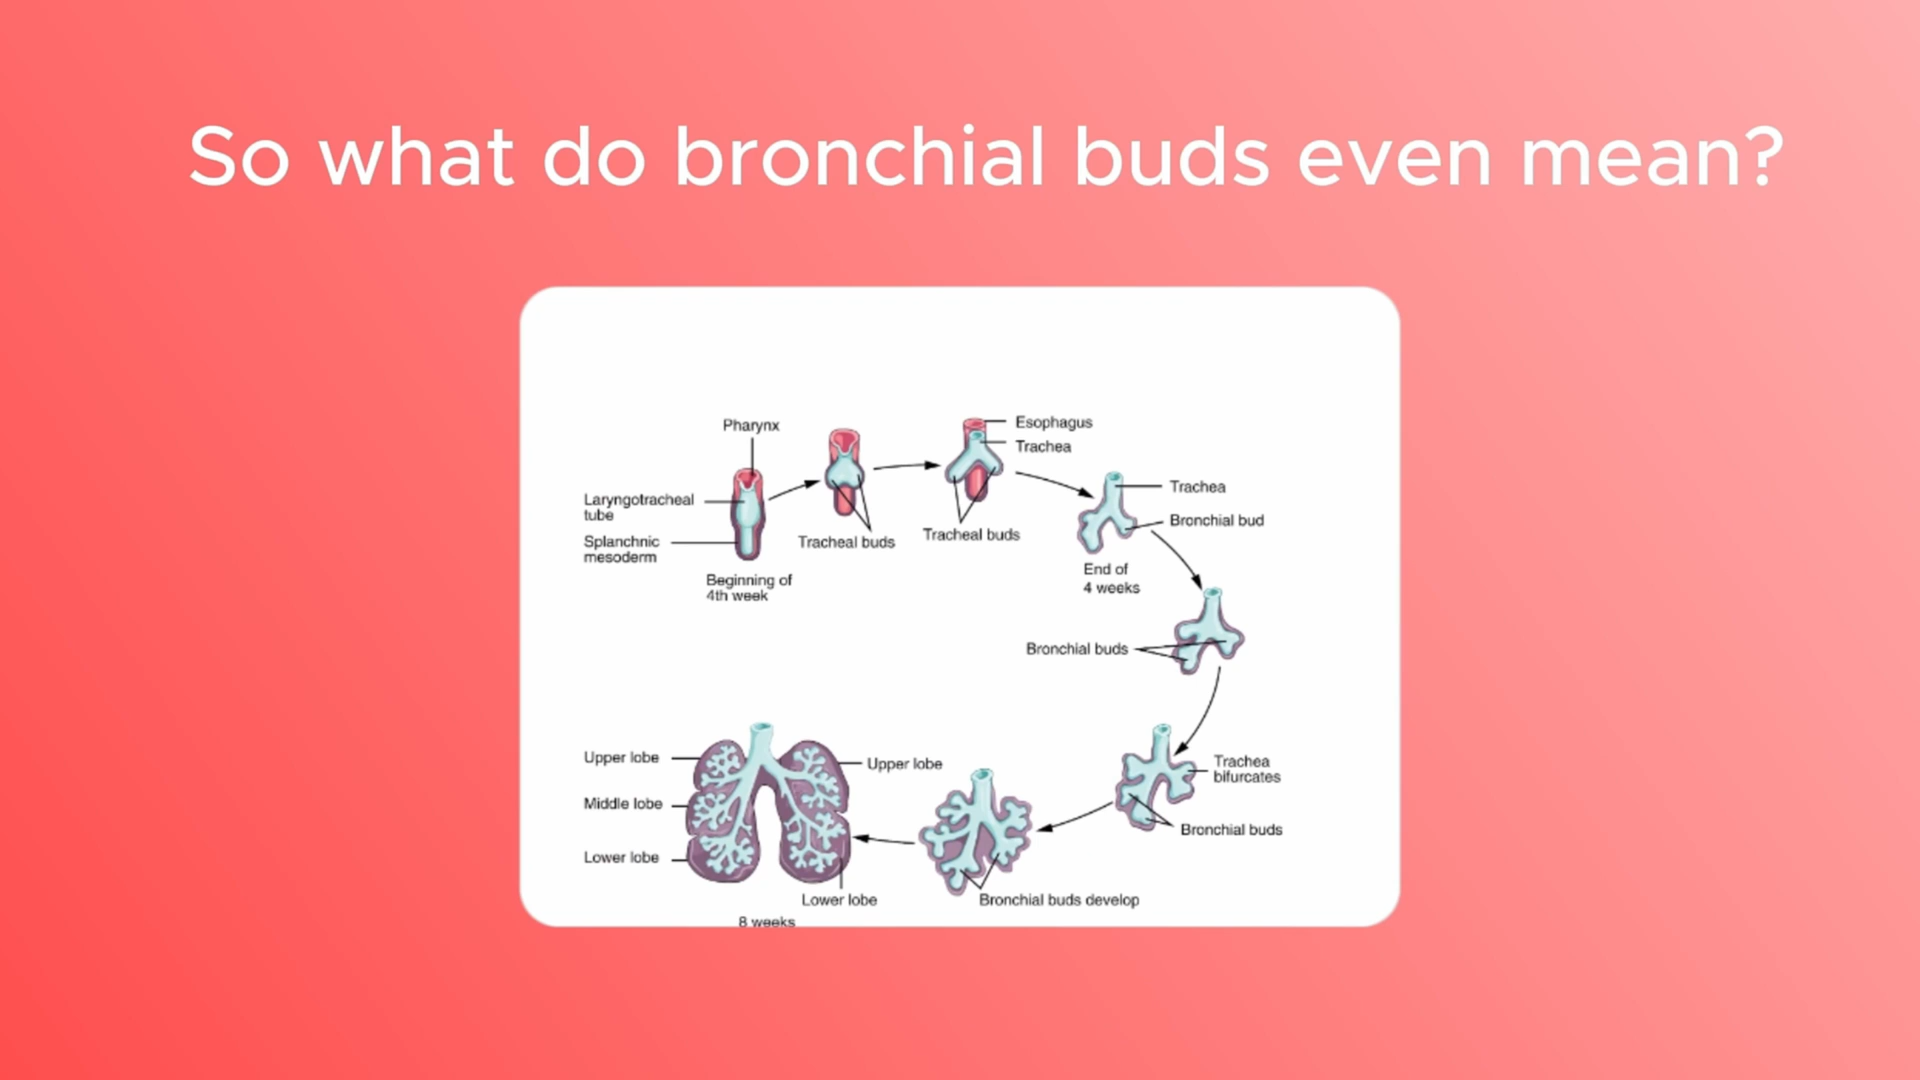 So what do bronchial buds even mean?
Pharynx
Laryngotracheal
tube
Splanchnic
mesoderm
Beginning of
4th week
Tracheal buds
Esophagus
Trachea
Tracheal buds
Trachea
Bronchial bud
End of
4 weeks
Bronchial buds
Trachea
bifurcates
Bronchial buds
Bronchial buds develop
Upper lobe
Middle lobe
Lower lobe
Upper lobe
Lower lobe
8 weeks